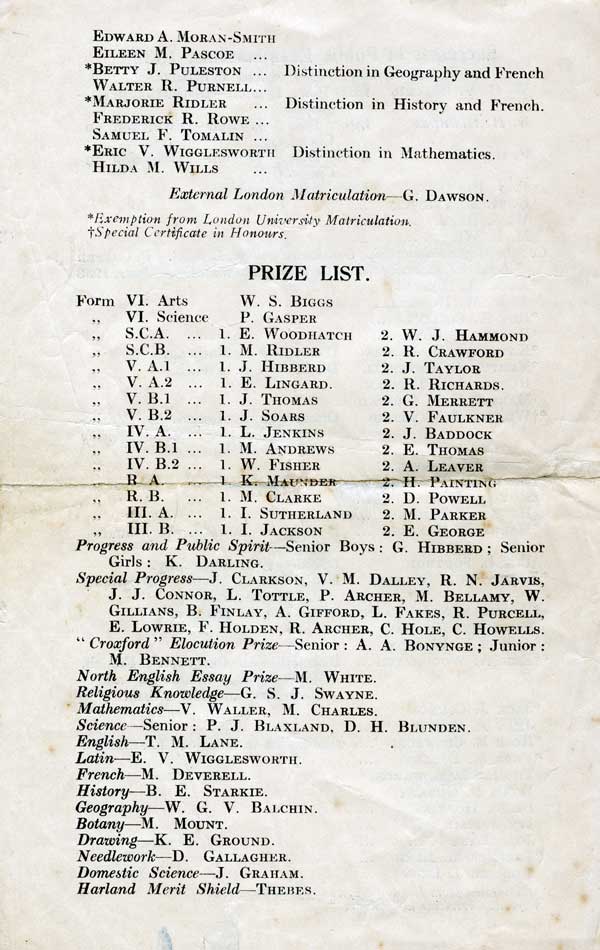 EDWARD A. MORAN-SMITH
EILEEN M. PASCOE ...
*BETTY J. PULESTON ... Distinction in Geography and French
WALTER R. PURNELL...
*MARJORIE RIDLER ... Distinction in History and French.
FREDERICK R. ROWE ...
SAMUEL F. TOMALIN ...
*ERIC V. WIGGLESWORTH Distinction in Mathematics.
HILDA M. WILLS ...
External London Matriculation—G. DAWSON.
*Exemption from London University Matriculation.
†Special Certificate in Honours.
PRIZE LIST.
Form VI. Arts W. S. BIGGS
,, VI. Science P. GASPER
,, S.C.A. ... 1. E. WOODHATCH 2. W. J. HAMMOND
,, S.C.B. ... 1. M. RIDLER 2. R. CRAWFORD
,, V. A.1 ... 1. J. HIBBERD 2. J. TAYLOR
,, V. A.2 ... 1. E. LINGARD. 2. R. RICHARDS.
,, V. B.1 ... 1. J. THOMAS 2. G. MERRETT
,, V. B.2 ... 1. J. SOARS 2. V. FAULKNER
,, IV. A. ... 1. L. JENKINS 2. J. BADDOCK
,, IV. B.1 ... 1. M. ANDREWS 2. E. THOMAS
,, IV. B.2 ... 1. W. FISHER 2. A. LEAVER
,, R. A. ... 1. K. MAUNDER 2. H. PAINTING
,, R. B. ... 1. M. CLARKE 2. D. POWELL
,, III. A. ... 1. I. SUTHERLAND 2. M. PARKER
,, III. B. ... 1. I. JACKSON 2. E. GEORGE
Progress and Public Spirit—Senior Boys: G. HIBBERD; Senior
Girls: K. DARLING.
Special Progress—J. CLARKSON, V. M. DALLEY, R. N. JARVIS,
J. J. CONNOR, L. TOTTLE, P. ARCHER, M. BELLAMY, W.
GILLIANS, B. FINLAY, A. GIFFORD, L. FAKES, R. PURCELL,
E. LOWRIE, F. HOLDEN, R. ARCHER, C. HOLE, C. HOWELLS.
"Croxford" Elocution Prize—Senior: A. A. BONYNGE; Junior:
M. BENNETT.
North English Essay Prize—M. WHITE.
Religious Knowledge—G. S. J. SWAYNE.
Mathematics—V. WALLER, M. CHARLES.
Science—Senior: P. J. BLAXLAND, D. H. BLUNDEN.
English—T. M. LANE.
Latin—E. V. WIGGLESWORTH.
French—M. DEVERELL.
History—B. E. STARKIE.
Geography—W. G. V. BALCHIN.
Botany—M. MOUNT.
Drawing—K. E. GROUND.
Needlework—D. GALLAGHER.
Domestic Science—J. GRAHAM.
Harland Merit Shield—THEBES.